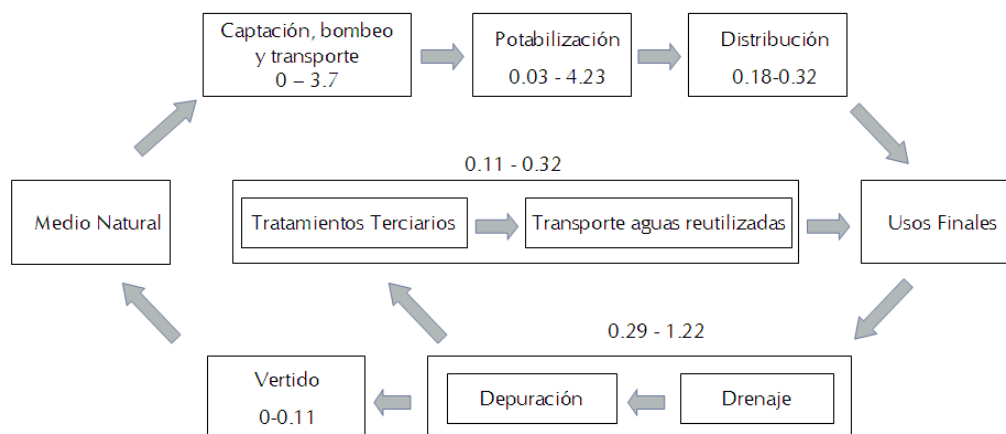 Captación, bombeo
y transporte
0 – 3.7
Potabilización
0.03 - 4.23
Distribución
0.18-0.32
0.11 - 0.32
Medio Natural
Tratamientos Terciarios
Transporte aguas reutilizadas
Usos Finales
0.29 - 1.22
Vertido
0-0.11
Depuración
Drenaje